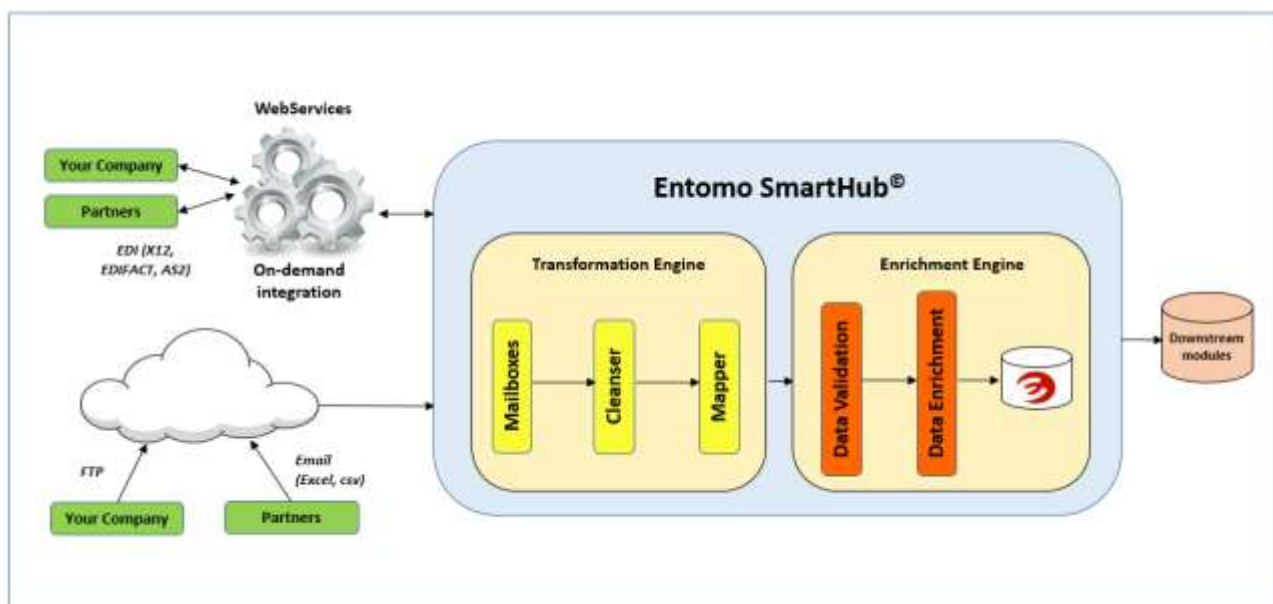 WebServices
Your Company
Partners
EDI (X12,
EDIFACT, AS2)
On-demand
integration
FTP
Email
(Excel, csv)
Your Company
Partners
Entomo SmartHub©
Transformation Engine
Mailboxes
Cleanser
Mapper
Enrichment Engine
Data Validation
Data Enrichment
Downstream
modules